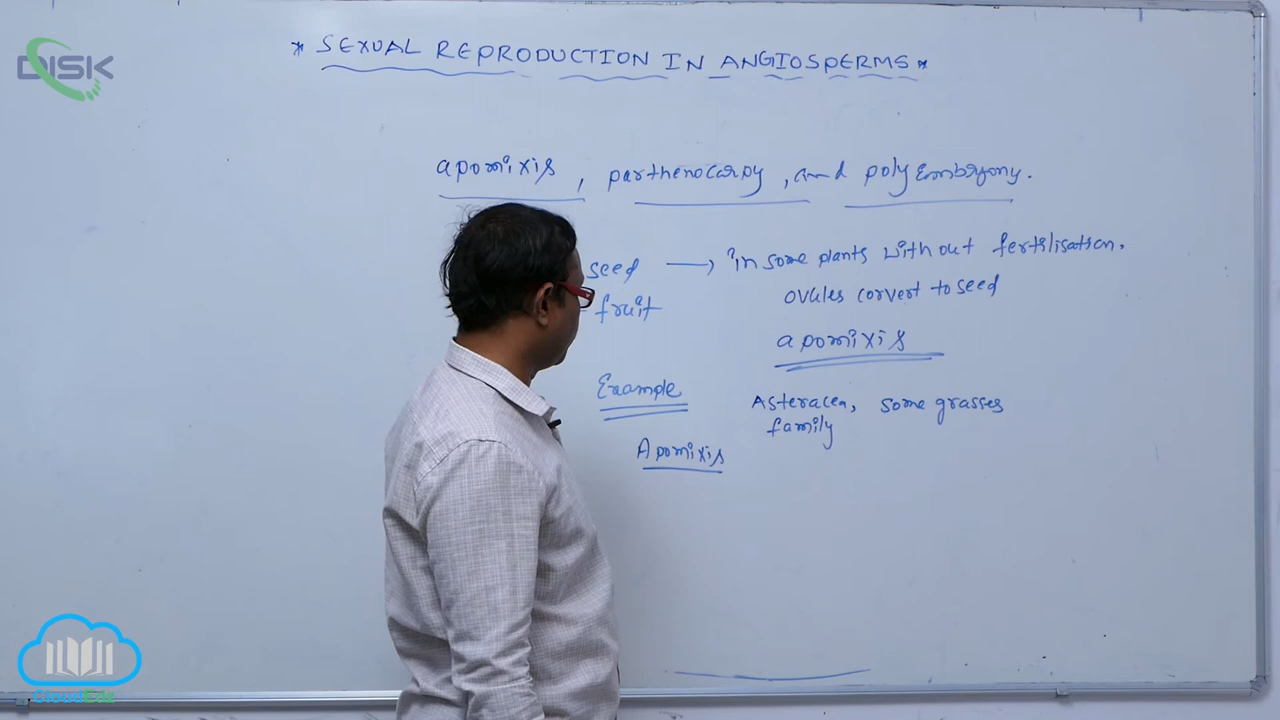 DISK
* SEXUAL REPRODUCTION IN ANGIOSPERMS *
apomixis, parthenocarpy, and polyEmbryony.
seed → in some plants without fertilisation.
fruit ovules convert to seed
apomixis
Example Asteracea, some grasses
family
Apomixis
CloudEdz